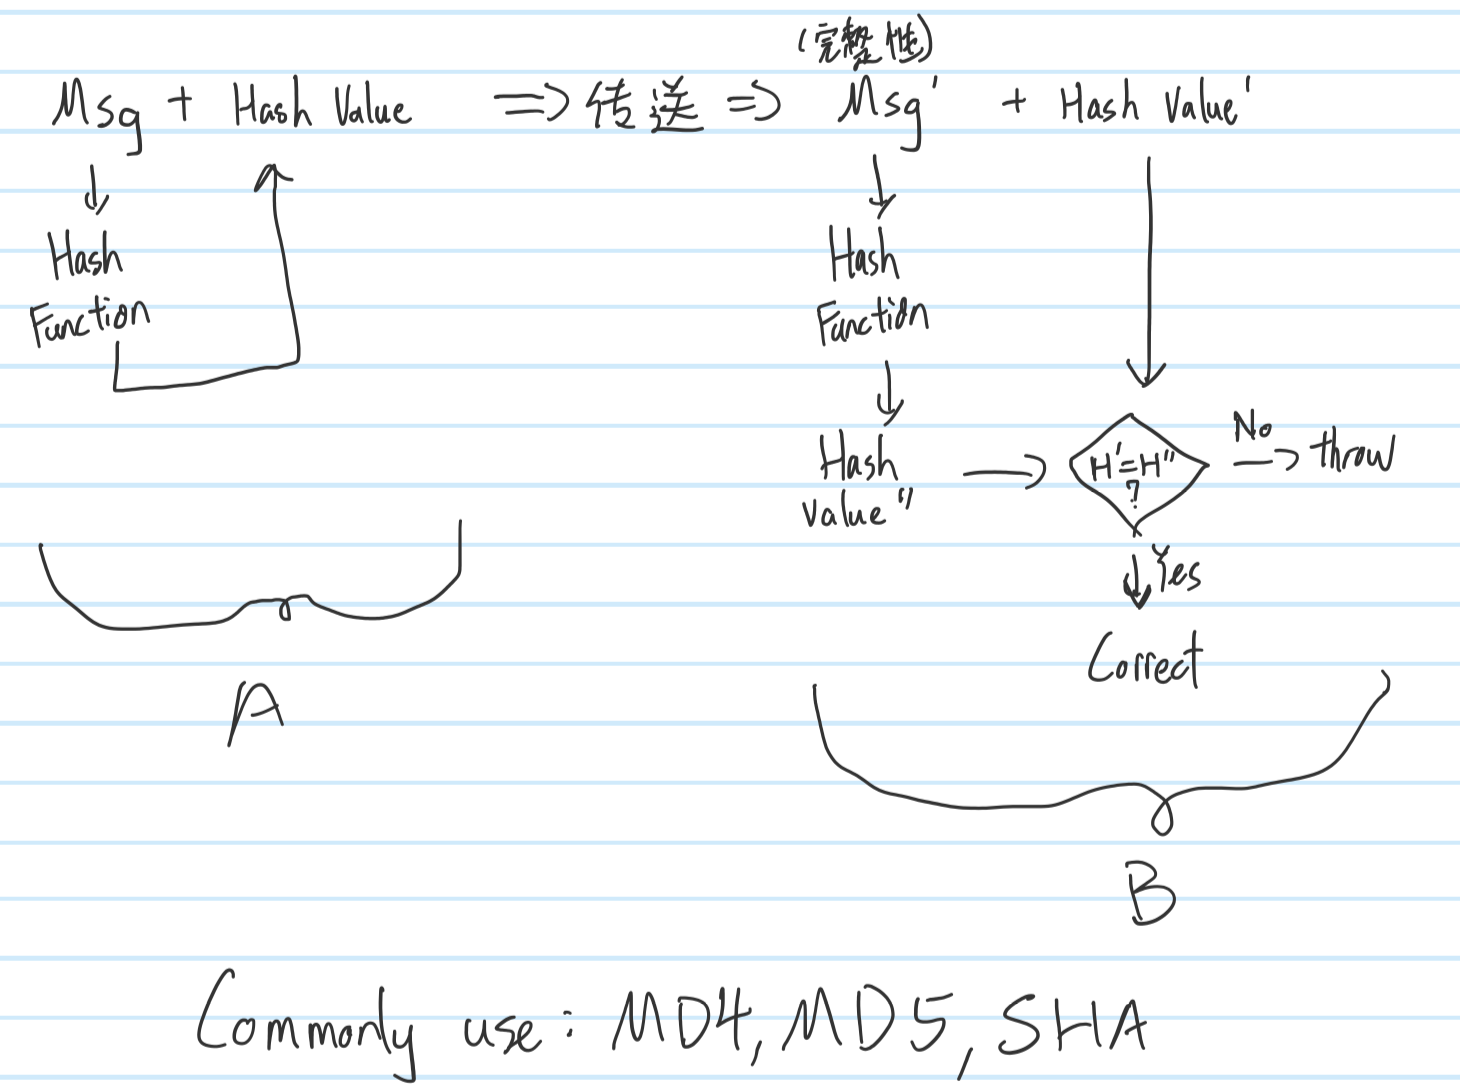 (完整性)
Msg + Hash Value => 传送 => Msg' + Hash Value'
Hash
Function
Hash
Function
Hash
Value"
H'=H"
?
No
throw
Yes
Correct
A
B
Commonly use: MD4, MD5, SHA